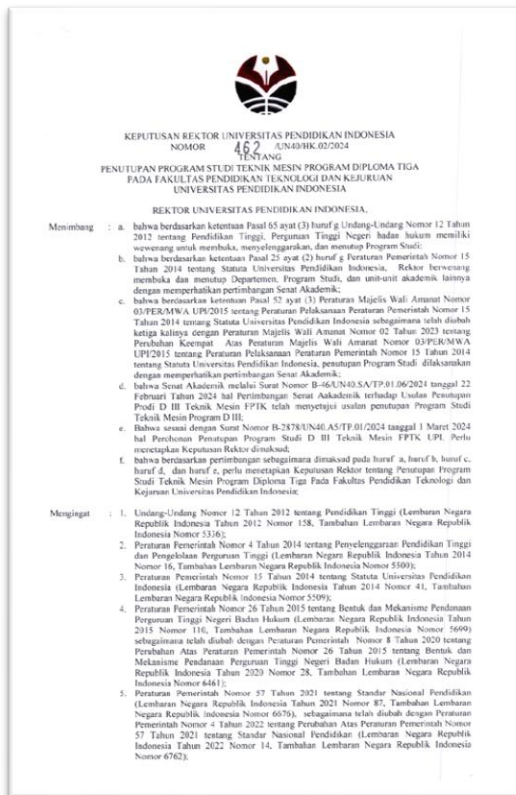 KEPUTUSAN REKTOR UNIVERSITAS PENDIDIKAN INDONESIA
NOMOR 462 /UN40/HK.02/2024
TENTANG
PENUTUPAN PROGRAM STUDI TEKNIK MESIN PROGRAM DIPLOMA TIGA
PADA FAKULTAS PENDIDIKAN TEKNOLOGI DAN KEJURUAN
UNIVERSITAS PENDIDIKAN INDONESIA
REKTOR UNIVERSITAS PENDIDIKAN INDONESIA,
Menimbang : a. bahwa berdasarkan ketentuan Pasal 65 ayat (3) huruf g Undang-Undang Nomor 12 Tahun
2012 tentang Pendidikan Tinggi, Perguruan Tinggi Negeri badan hukum memiliki
wewenang untuk membuka, menyelenggarakan, dan menutup Program Studi;
b. bahwa berdasarkan ketentuan Pasal 25 ayat (2) huruf g Peraturan Pemerintah Nomor 15
Tahun 2014 tentang Statuta Universitas Pendidikan Indonesia, Rektor berwenang
membuka dan menutup Departemen, Program Studi, dan unit-unit akademik lainnya
dengan memperhatikan pertimbangan Senat Akademik;
c. bahwa berdasarkan ketentuan Pasal 52 ayat (3) Peraturan Majelis Wali Amanat Nomor
03/PER/MWA UPI/2015 tentang Peraturan Pelaksanaan Peraturan Pemerintah Nomor 15
Tahun 2014 tentang Statuta Universitas Pendidikan Indonesia sebagaimana telah diubah
ketiga kalinya dengan Peraturan Majelis Wali Amanat Nomor 02 Tahun 2023 tentang
Perubahan Keempat Atas Peraturan Majelis Wali Amanat Nomor 03/PER/MWA
UPI/2015 tentang Peraturan Pelaksanaan Peraturan Pemerintah Nomor 15 Tahun 2014
tentang Statuta Universitas Pendidikan Indonesia, penutupan Program Studi dilaksanakan
dengan memperhatikan pertimbangan Senat Akademik;
d. bahwa Senat Akademik melalui Surat Nomor B-46/UN40.SA/TP.01.06/2024 tanggal 22
Februari Tahun 2024 hal Pertimbangan Senat Aakademik terhadap Usulan Penutupan
Prodi D III Teknik Mesin FPTK telah menyetujui usulan penutupan Program Studi
Teknik Mesin Program D III;
e. Bahwa sesuai dengan Surat Nomor B-2878/UN40.A5/TP.01/2024 tanggal 1 Maret 2024
hal Perohonan Penutupan Program Studi D III Teknik Mesin FPTK UPI. Perlu
menetapkan Keputusan Rektor dimaksud;
f. bahwa berdasarkan pertimbangan sebagaimana dimaksud pada huruf a, huruf b, huruf c,
huruf d, dan huruf e, perlu menetapkan Keputusan Rektor tentang Penutupan Program
Studi Teknik Mesin Program Diploma Tiga Pada Fakultas Pendidikan Teknologi dan
Kejuruan Universitas Pendidikan Indonesia;
Mengingat : 1. Undang-Undang Nomor 12 Tahun 2012 tentang Pendidikan Tinggi (Lembaran Negara
Republik Indonesia Tahun 2012 Nomor 158, Tambahan Lembaran Negara Republik
Indonesia Nomor 5336);
2. Peraturan Pemerintah Nomor 4 Tahun 2014 tentang Penyelenggaraan Pendidikan Tinggi
dan Pengelolaan Perguruan Tinggi (Lembaran Negara Republik Indonesia Tahun 2014
Nomor 16, Tambahan Lembaran Negara Republik Indonesia Nomor 5500);
3. Peraturan Pemerintah Nomor 15 Tahun 2014 tentang Statuta Universitas Pendidikan
Indonesia (Lembaran Negara Republik Indonesia Tahun 2014 Nomor 41, Tambahan
Lembaran Negara Republik Indonesia Nomor 5509);
4. Peraturan Pemerintah Nomor 26 Tahun 2015 tentang Bentuk dan Mekanisme Pendanaan
Perguruan Tinggi Negeri Badan Hukum (Lembaran Negara Republik Indonesia Tahun
2015 Nomor 110, Tambahan Lembaran Negara Republik Indonesia Nomor 5699)
sebagaimana telah diubah dengan Peraturan Pemerintah Nomor 8 Tahun 2020 tentang
Perubahan Atas Peraturan Pemerintah Nomor 26 Tahun 2015 tentang Bentuk dan
Mekanisme Pendanaan Perguruan Tinggi Negeri Badan Hukum (Lembaran Negara
Republik Indonesia Tahun 2020 Nomor 28, Tambahan Lembaran Negara Republik
Indonesia Nomor 6461);
5. Peraturan Pemerintah Nomor 57 Tahun 2021 tentang Standar Nasional Pendidikan
(Lembaran Negara Republik Indonesia Tahun 2021 Nomor 87, Tambahan Lembaran
Negara Republik Indonesia Nomor 6676), sebagaimana telah diubah dengan Peraturan
Pemerintah Nomor 4 Tahun 2022 tentang Perubahan Atas Peraturan Pemerintah Nomor
57 Tahun 2021 tentang Standar Nasional Pendidikan (Lembaran Negara Republik
Indonesia Tahun 2022 Nomor 14, Tambahan Lembaran Negara Republik Indonesia
Nomor 6762);